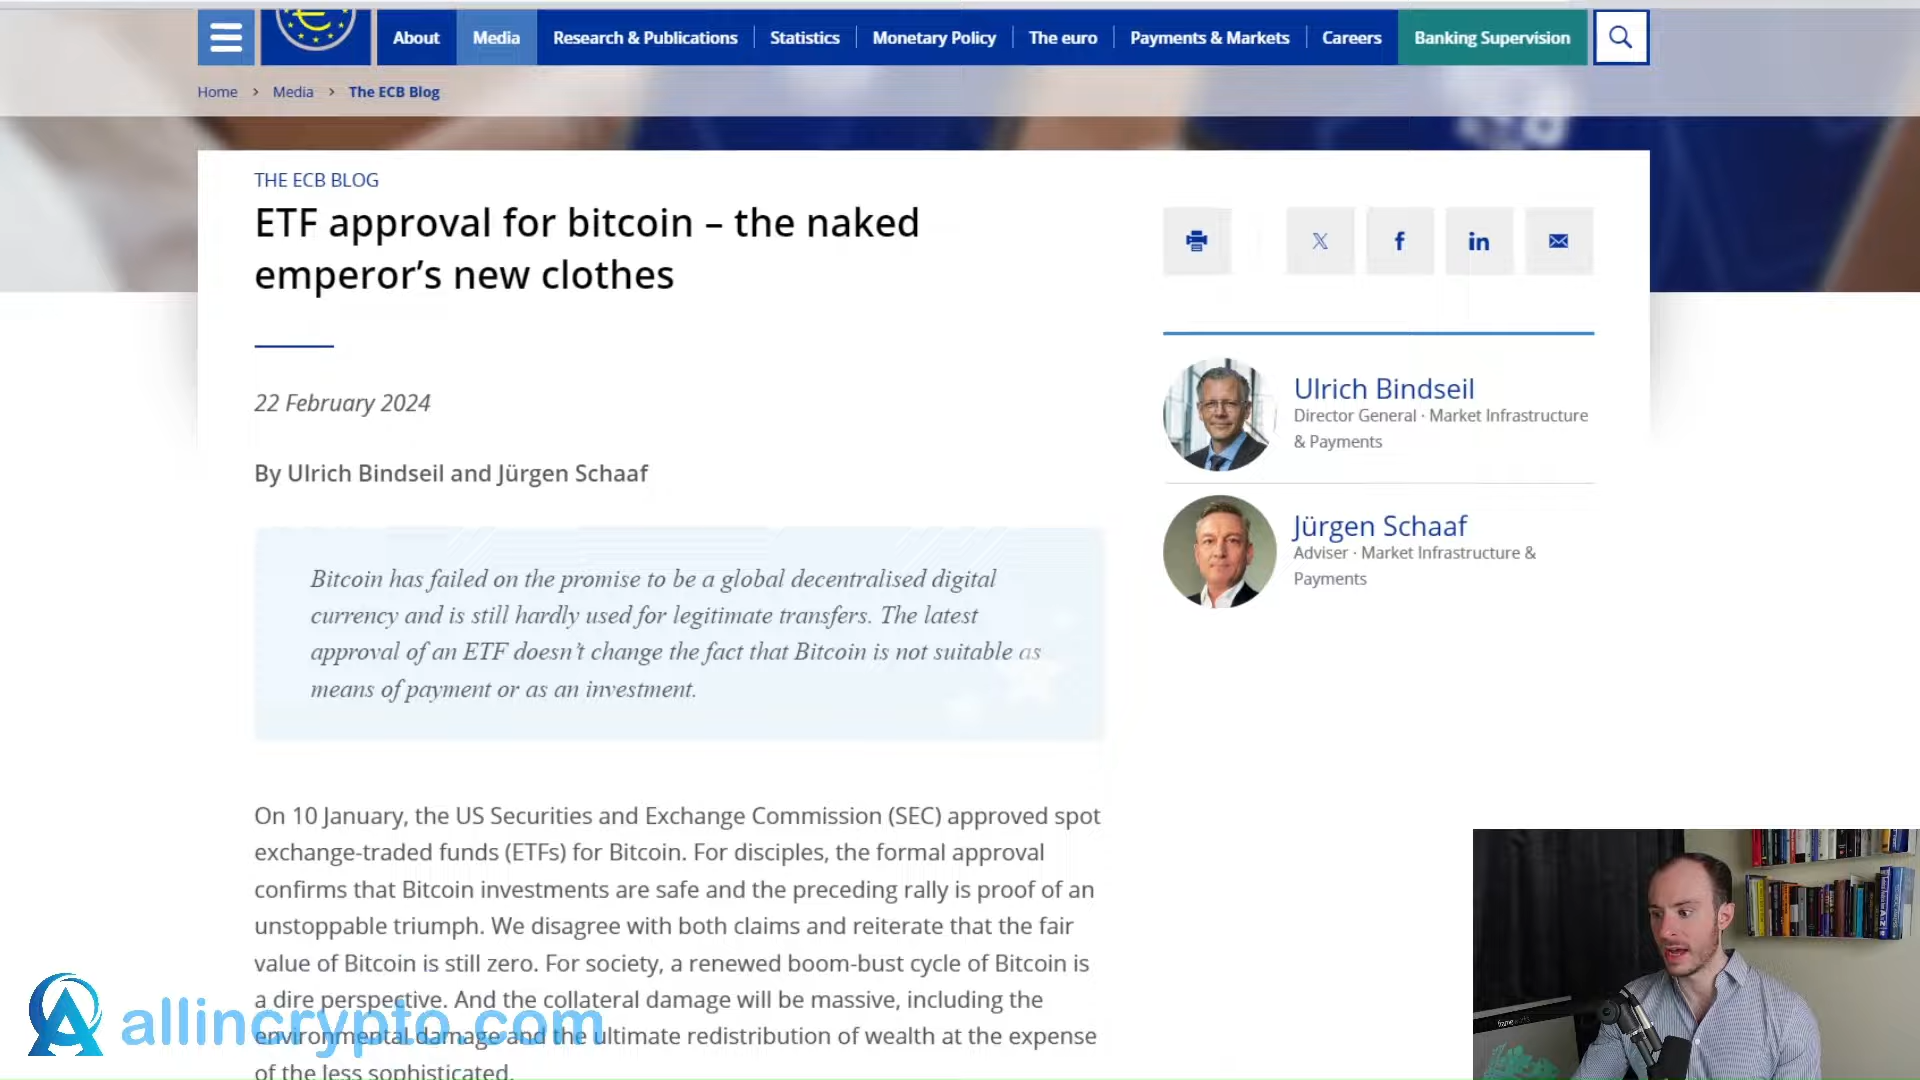 About Media Research & Publications Statistics Monetary Policy The euro Payments & Markets Careers Banking Supervision
Home > Media > The ECB Blog
THE ECB BLOG
ETF approval for bitcoin – the naked
emperor’s new clothes
22 February 2024
By Ulrich Bindseil and Jürgen Schaaf
Bitcoin has failed on the promise to be a global decentralised digital
currency and is still hardly used for legitimate transfers. The latest
approval of an ETF doesn’t change the fact that Bitcoin is not suitable as
means of payment or as an investment.
On 10 January, the US Securities and Exchange Commission (SEC) approved spot
exchange-traded funds (ETFs) for Bitcoin. For disciples, the formal approval
confirms that Bitcoin investments are safe and the preceding rally is proof of an
unstoppable triumph. We disagree with both claims and reiterate that the fair
value of Bitcoin is still zero. For society, a renewed boom-bust cycle of Bitcoin is
a dire perspective. And the collateral damage will be massive, including the
environmental damage and the ultimate redistribution of wealth at the expense
of the less sophisticated.
Ulrich Bindseil
Director General · Market Infrastructure
& Payments
Jürgen Schaaf
Adviser · Market Infrastructure &
Payments
allincrypto.com